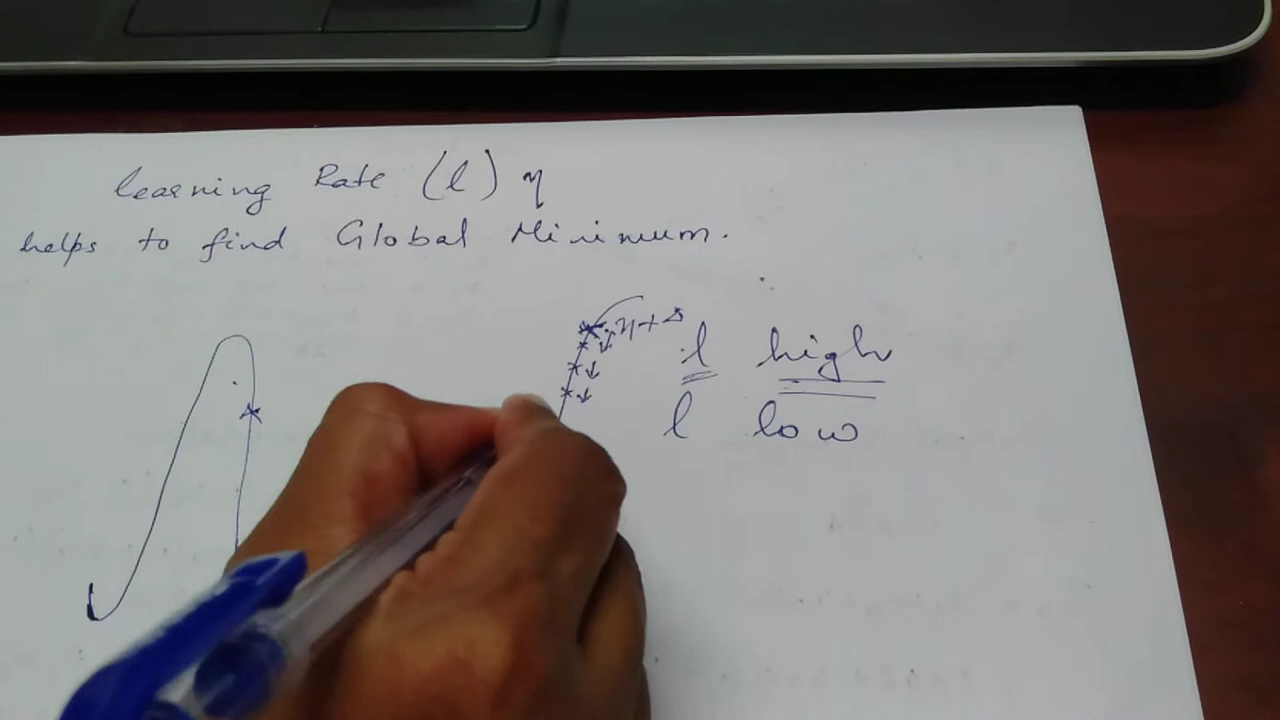 learning Rate (l) η
helps to find Global Minimum.
l high
l low